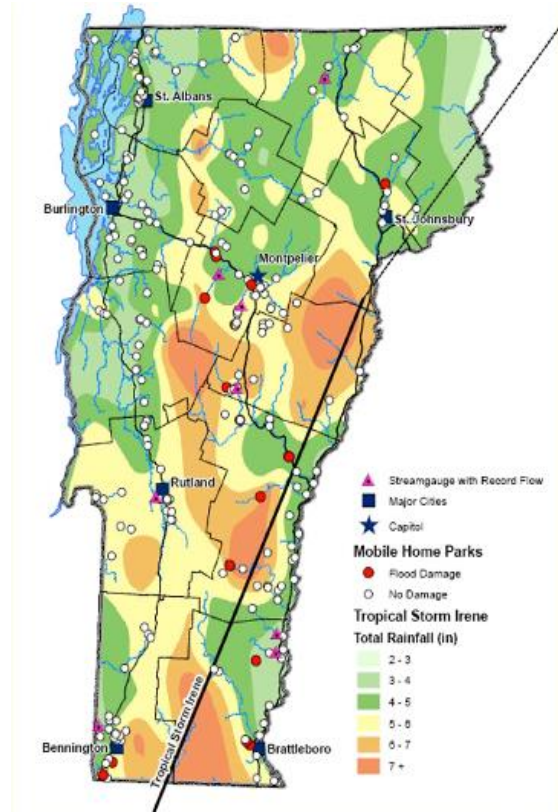 St. Albans
Burlington
St. Johnsbury
Montpelier
Rutland
Streamgauge with Record Flow
Major Cities
Capitol
Mobile Home Parks
Flood Damage
No Damage
Tropical Storm Irene
Total Rainfall (in)
2 - 3
3 - 4
4 - 5
5 - 6
6 - 7
7 +
Tropical Storm Irene
Bennington
Brattleboro